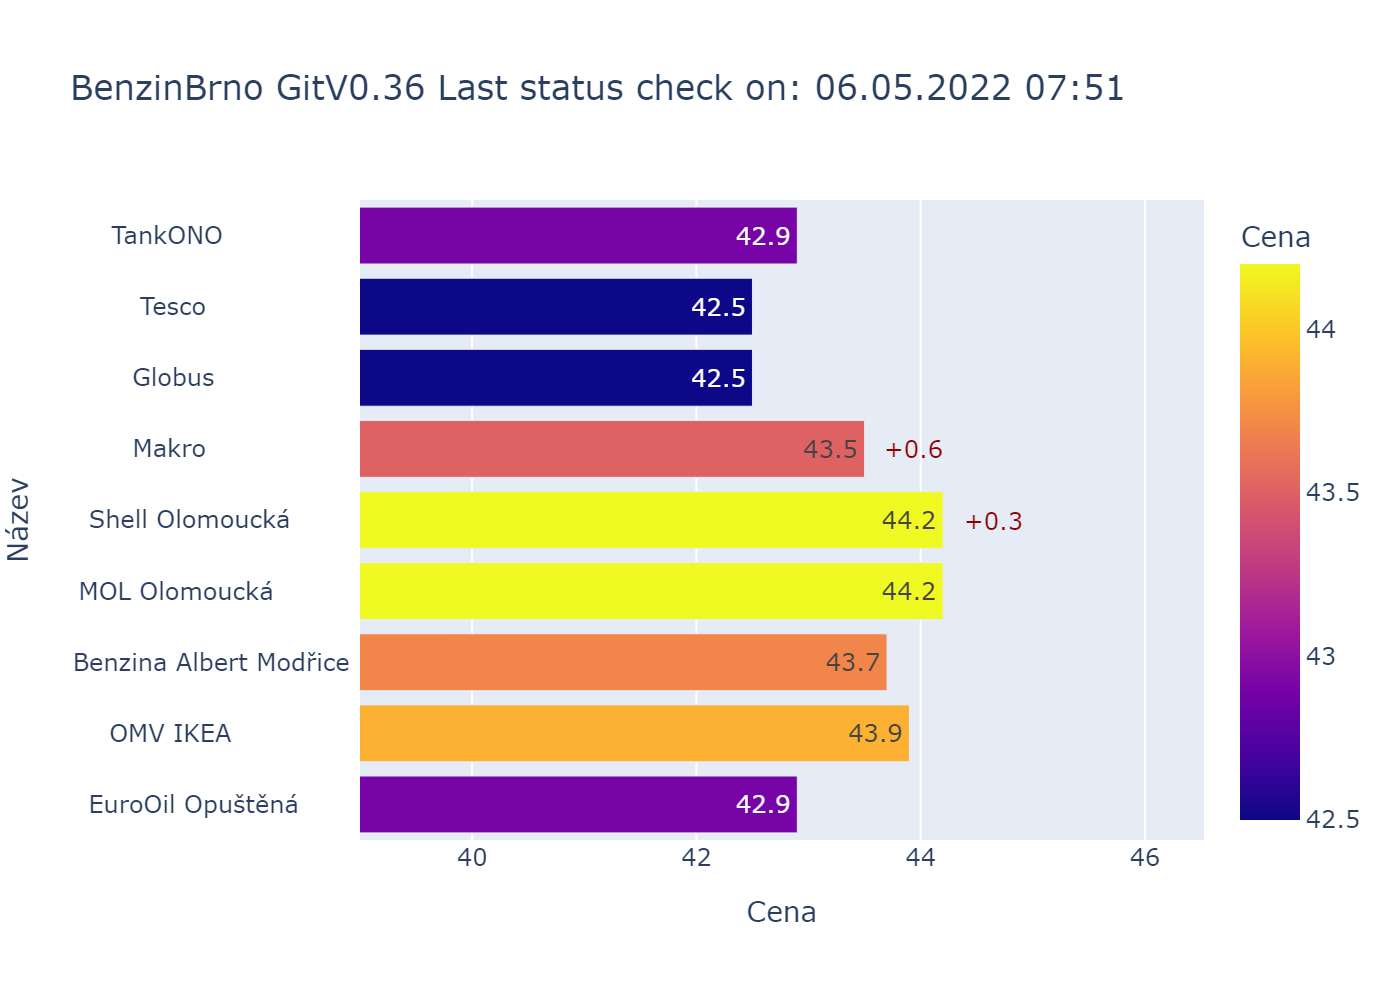 BenzinBrno GitV0.36 Last status check on: 06.05.2022 07:51
Název
TankONO 42.9
Tesco 42.5
Globus 42.5
Makro 43.5 +0.6
Shell Olomoucká 44.2 +0.3
MOL Olomoucká 44.2
Benzina Albert Modřice 43.7
OMV IKEA 43.9
EuroOil Opuštěná 42.9
40 42 44 46
Cena
Cena
44
43.5
43
42.5